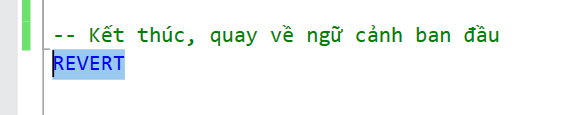 -- Kết thúc, quay về ngữ cảnh ban đầu
REVERT